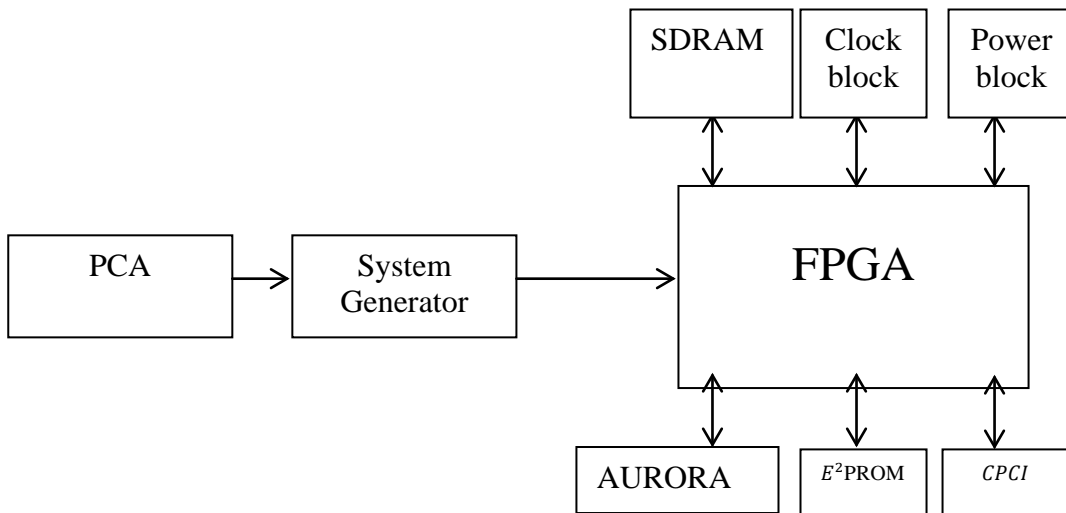 SDRAM
Clock
block
Power
block
PCA
System
Generator
FPGA
AURORA
E²PROM
CPCI